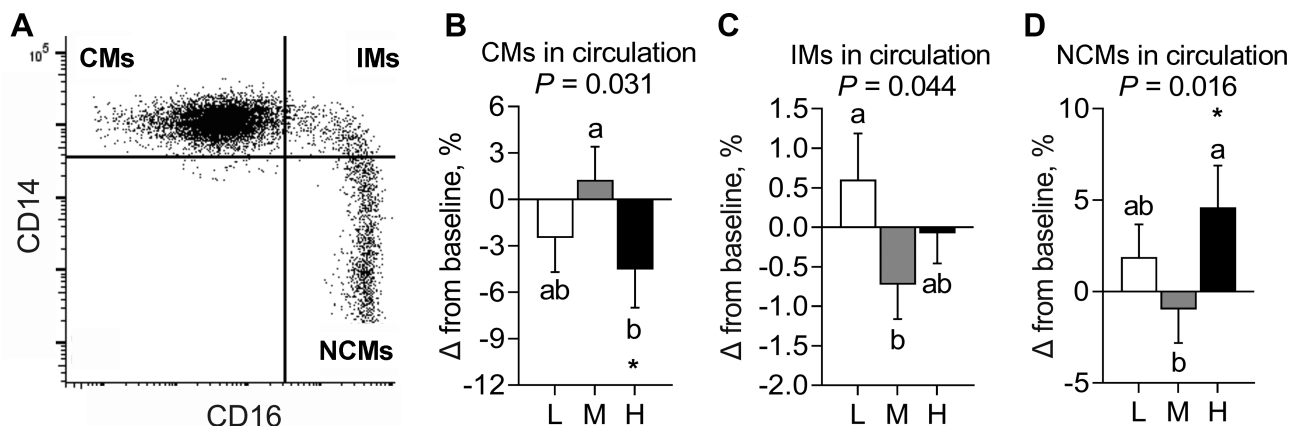 A
10⁵
CMs
IMs
NCMs
CD14
CD16
B
CMs in circulation
P = 0.031
Δ from baseline, %
6
3
0
-3
-6
-9
-12
a
ab
b
*
L M H
C
IMs in circulation
P = 0.044
Δ from baseline, %
1.5
1.0
0.5
0.0
-0.5
-1.0
-1.5
-2.0
a
ab
b
L M H
D
NCMs in circulation
P = 0.016
Δ from baseline, %
10
5
0
-5
*
a
ab
b
L M H